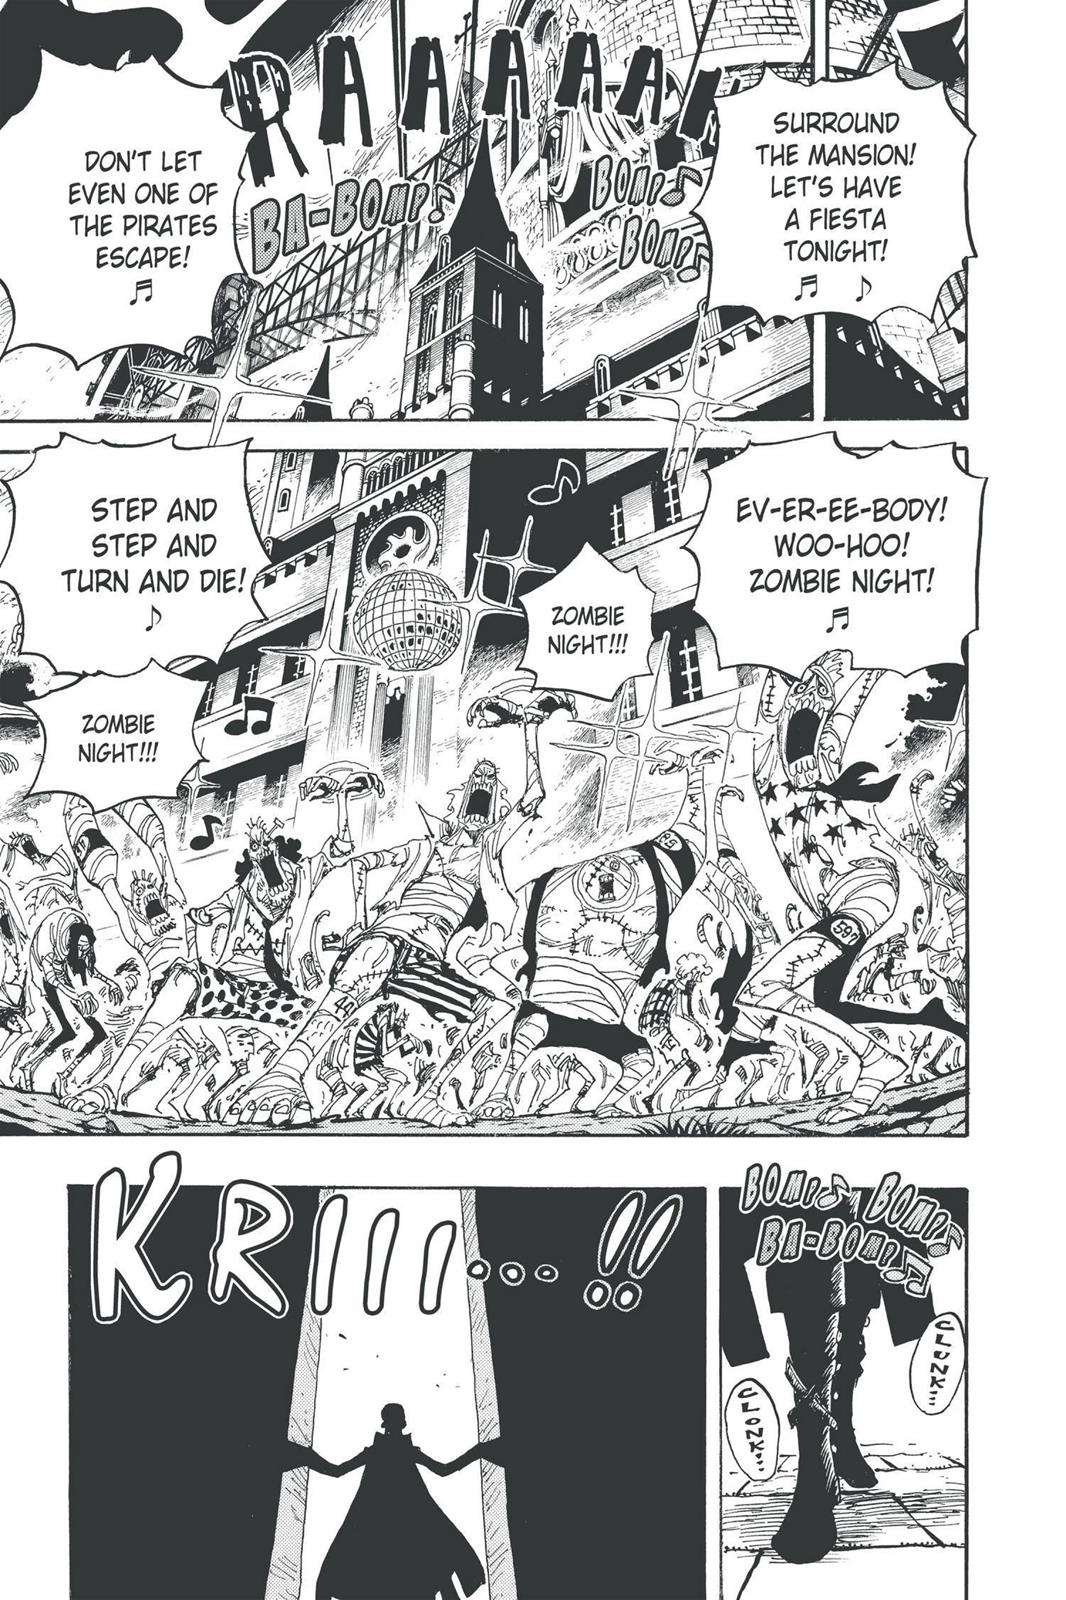 SURROUND
THE MANSION!
LET'S HAVE
A FIESTA
TONIGHT!
RAAAAAA
BOMP♪
BOMP♪
BA-BOMP♪
DON'T LET
EVEN ONE OF
THE PIRATES
ESCAPE!
EV-ER-EE-BODY!
WOO-HOO!
ZOMBIE NIGHT!
ZOMBIE
NIGHT!!!
STEP AND
STEP AND
TURN AND DIE!
ZOMBIE
NIGHT!!!
BOMP♪ BOMP♪
BA-BOMP♫
CLUNK...
CLONK...
KRIII...!!